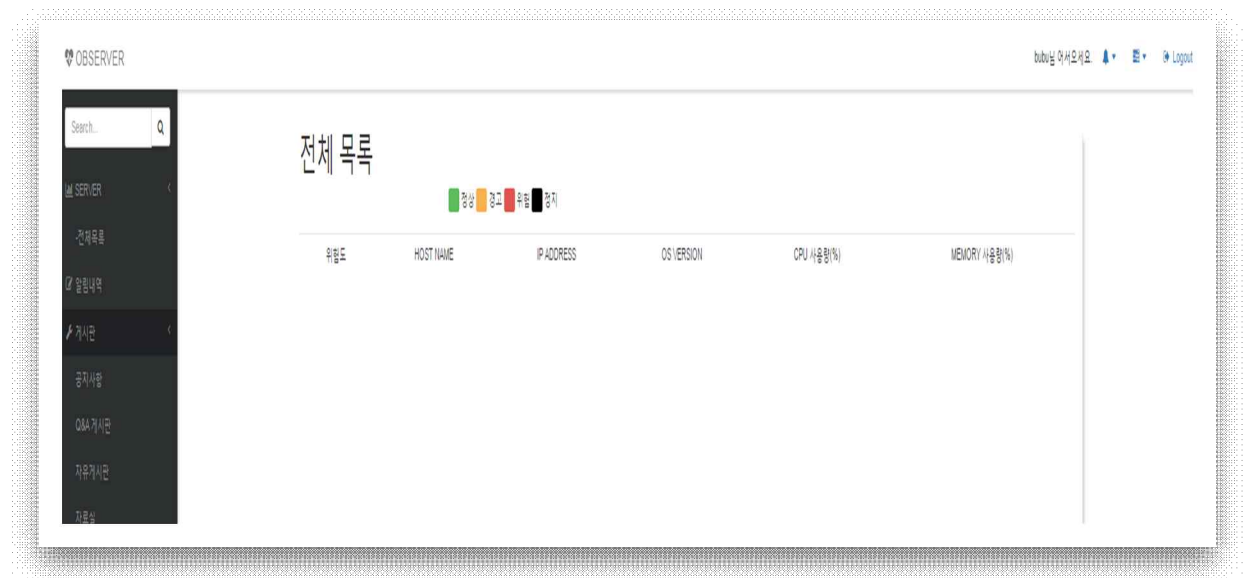 OBSERVER
bubu님 어서오세요. Logout
Search...
SERVER
-전체목록
알림내역
게시판
공지사항
Q&A 게시판
자유게시판
자료실
전체 목록
정상 경고 위험 정지
위험도 HOST NAME IP ADDRESS OS VERSION CPU 사용량(%) MEMORY 사용량(%)